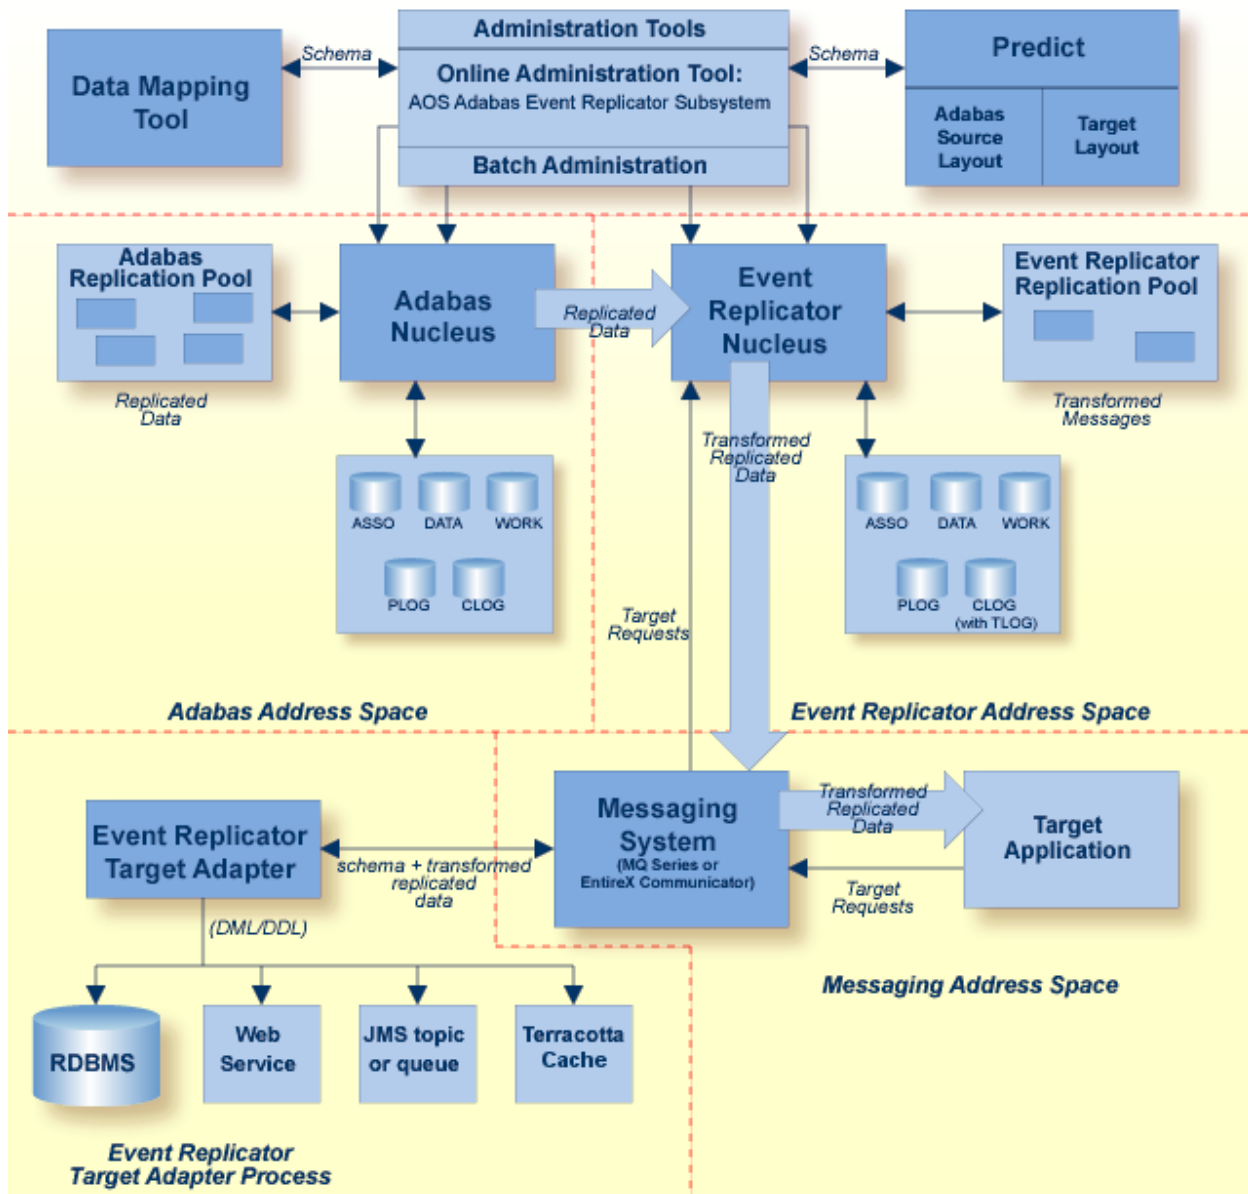 Data Mapping
Tool
Schema
Administration Tools
Online Administration Tool:
AOS Adabas Event Replicator Subsystem
Batch Administration
Schema
Predict
Adabas
Source
Layout
Target
Layout
Adabas
Replication Pool
Replicated
Data
Adabas
Nucleus
Replicated
Data
Event
Replicator
Nucleus
Event Replicator
Replication Pool
Transformed
Messages
ASSO
DATA
WORK
PLOG
CLOG
Transformed
Replicated
Data
Target
Requests
ASSO
DATA
WORK
PLOG
CLOG
(with TLOG)
Adabas Address Space
Event Replicator Address Space
Event Replicator
Target Adapter
schema + transformed
replicated
data
Messaging
System
(MQ Series or
EntireX Communicator)
Transformed
Replicated
Data
Target
Requests
Target
Application
(DML/DDL)
Messaging Address Space
RDBMS
Web
Service
JMS topic
or queue
Terracotta
Cache
Event Replicator
Target Adapter Process